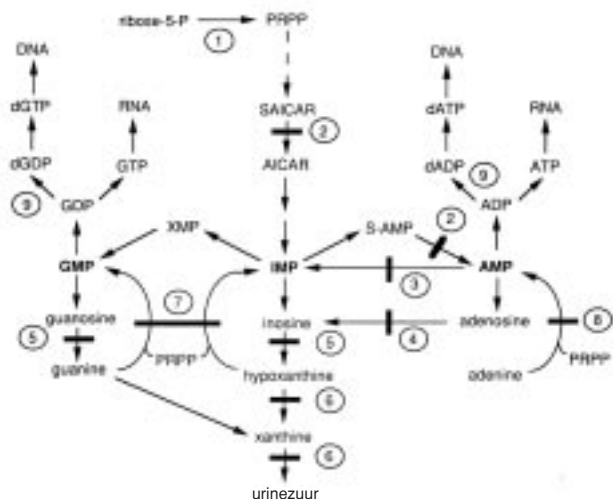 ribose-5-P
PRPP
1
DNA
DNA
dGTP
RNA
SAICAR
dATP
RNA
2
dGDP
GTP
AICAR
dADP
9
ATP
9
GDP
XMP
S-AMP
2
ADP
GMP
IMP
AMP
7
3
guanosine
inosine
adenosine
8
5
5
4
guanine
PRPP
hypoxanthine
adenine
PRPP
6
xanthine
6
urinezuur